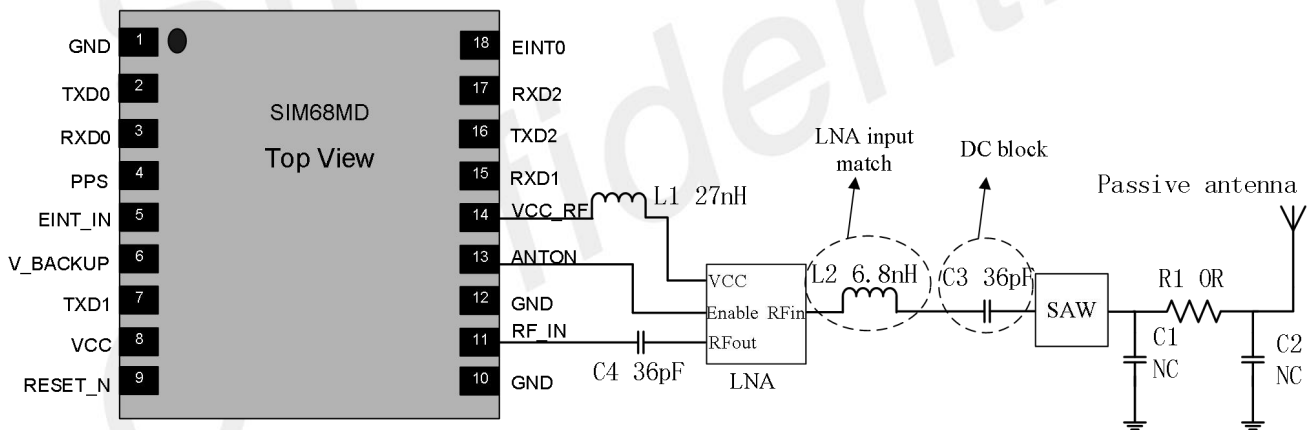 SIM68MD
Top View
GND 1
TXD0 2
RXD0 3
PPS 4
EINT_IN 5
V_BACKUP 6
TXD1 7
VCC 8
RESET_N 9
18 EINT0
17 RXD2
16 TXD2
15 RXD1
14 VCC_RF
13 ANTON
12 GND
11 RF_IN
10 GND
L1 27nH
C4 36pF
VCC
Enable RFin
RFout
LNA
LNA input
match
L2 6.8nH
DC block
C3 36pF
SAW
Passive antenna
R1 0R
C1
NC
C2
NC